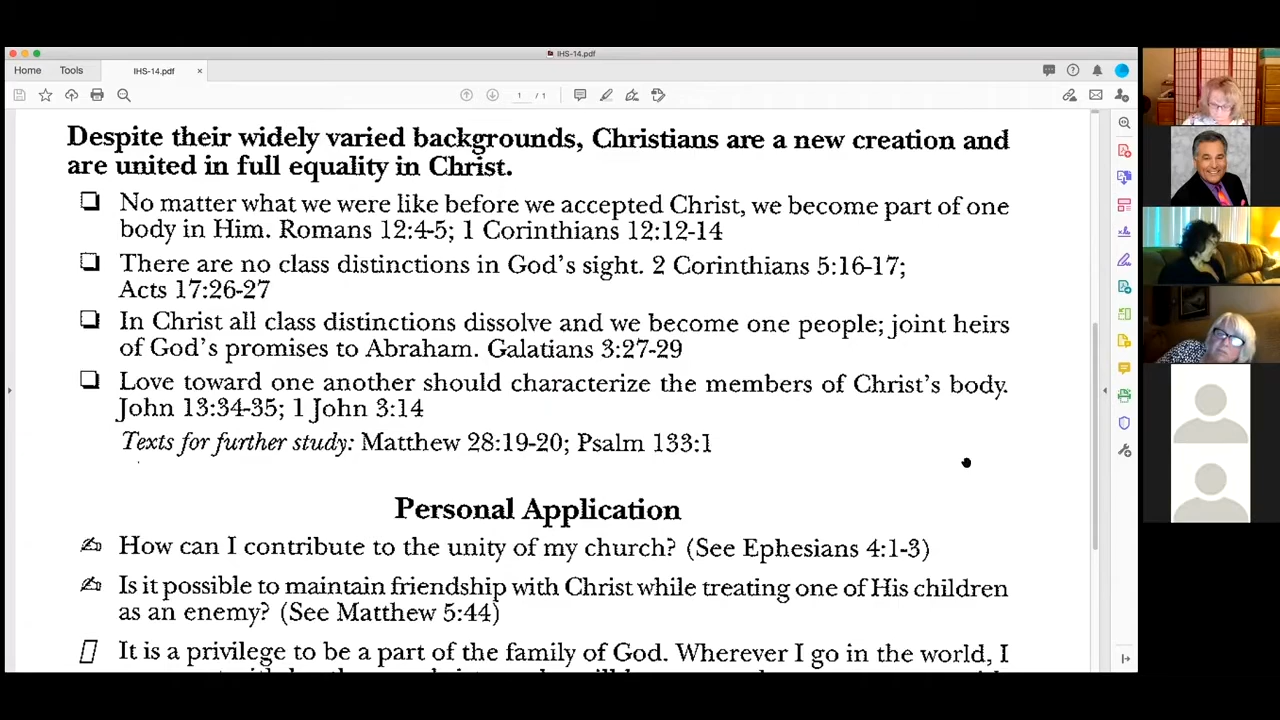 IHS-14.pdf
Home Tools IHS-14.pdf ×
1 / 1
Despite their widely varied backgrounds, Christians are a new creation and
are united in full equality in Christ.
No matter what we were like before we accepted Christ, we become part of one
body in Him. Romans 12:4-5; 1 Corinthians 12:12-14
There are no class distinctions in God's sight. 2 Corinthians 5:16-17;
Acts 17:26-27
In Christ all class distinctions dissolve and we become one people; joint heirs
of God's promises to Abraham. Galatians 3:27-29
Love toward one another should characterize the members of Christ's body.
John 13:34-35; 1 John 3:14
Texts for further study: Matthew 28:19-20; Psalm 133:1
Personal Application
How can I contribute to the unity of my church? (See Ephesians 4:1-3)
Is it possible to maintain friendship with Christ while treating one of His children
as an enemy? (See Matthew 5:44)
It is a privilege to be a part of the family of God. Wherever I go in the world, I